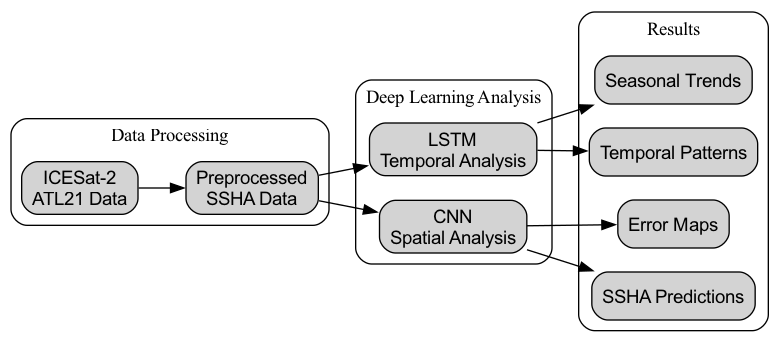 Data Processing
ICESat-2
ATL21 Data
Preprocessed
SSHA Data
Deep Learning Analysis
LSTM
Temporal Analysis
CNN
Spatial Analysis
Results
Seasonal Trends
Temporal Patterns
Error Maps
SSHA Predictions